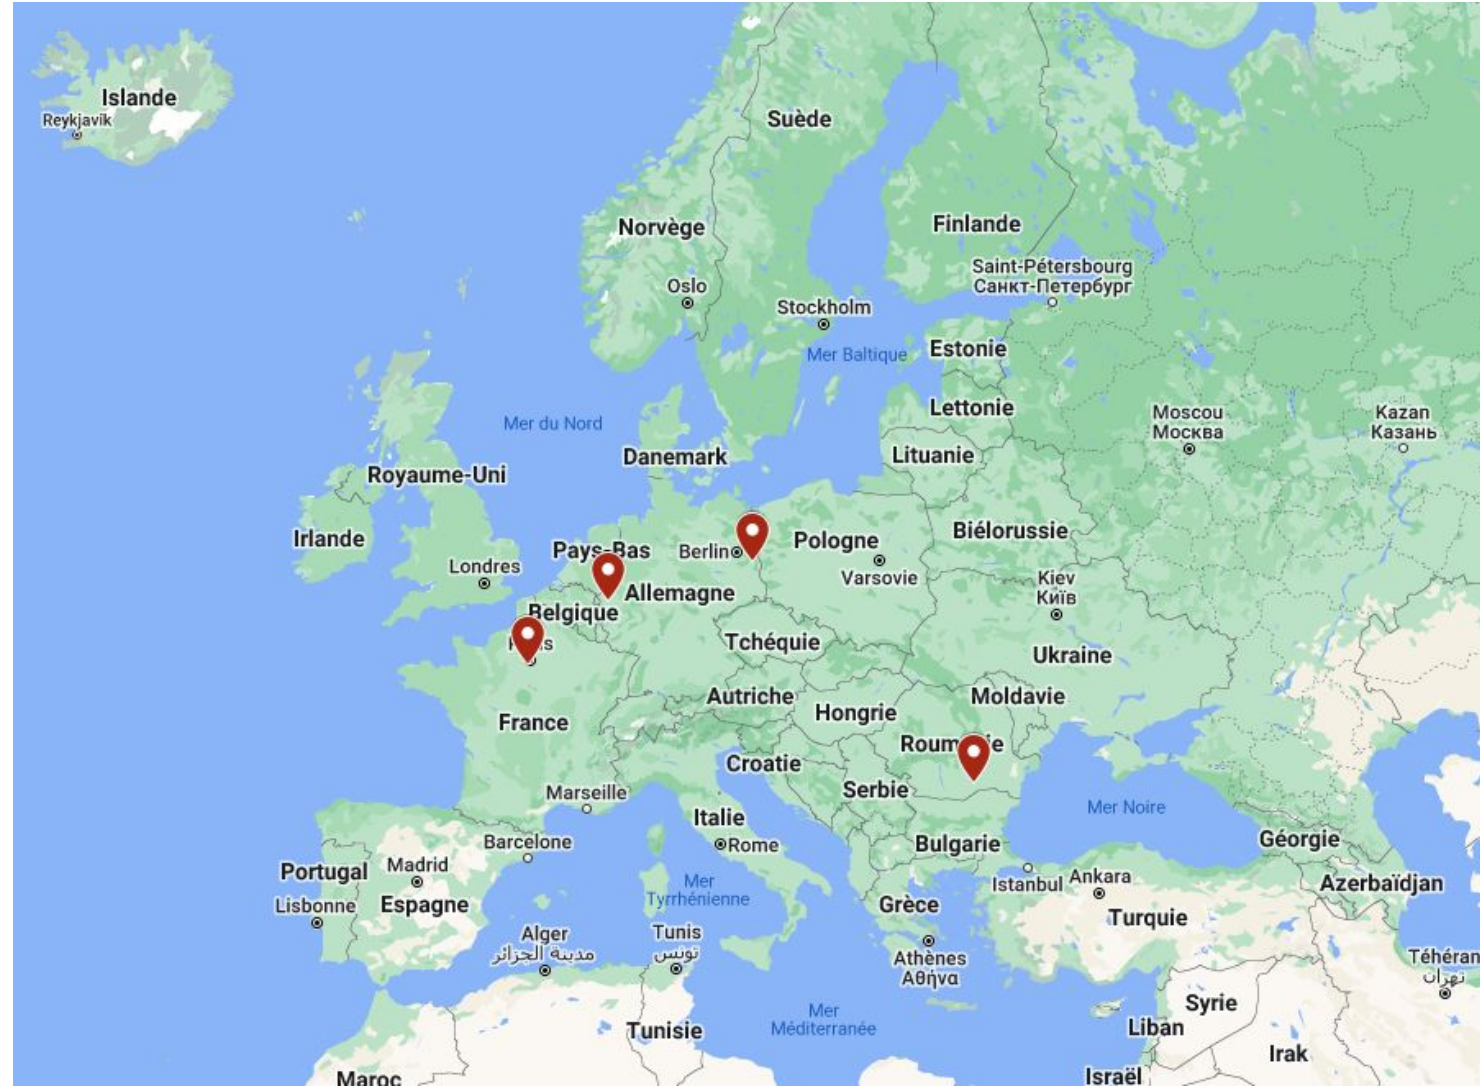 Islande
Reykjavik
Suède
Norvège
Finlande
Oslo
Saint-Pétersbourg
Санкт-Петербург
Stockholm
Mer Baltique
Estonie
Lettonie
Moscou
Москва
Kazan
Казань
Mer du Nord
Danemark
Lituanie
Royaume-Uni
Irlande
Biélorussie
Pays-Bas
Berlin
Pologne
Londres
Varsovie
Kiev
Київ
Allemagne
Belgique
Tchéquie
Ukraine
Autriche
Moldavie
Hongrie
France
Croatie
Serbie
Marseille
Mer Noire
Italie
Géorgie
Barcelone
Rome
Bulgarie
Portugal
Madrid
Istanbul
Ankara
Azerbaïdjan
Mer
Tyrrhénienne
Lisbonne
Espagne
Grèce
Turquie
Alger
مدينة الجزائر
Tunis
تونس
Athènes
Αθήνα
Téhéran
تهران
Syrie
Mer
Méditerranée
Tunisie
Liban
Irak
Israël
Maroc